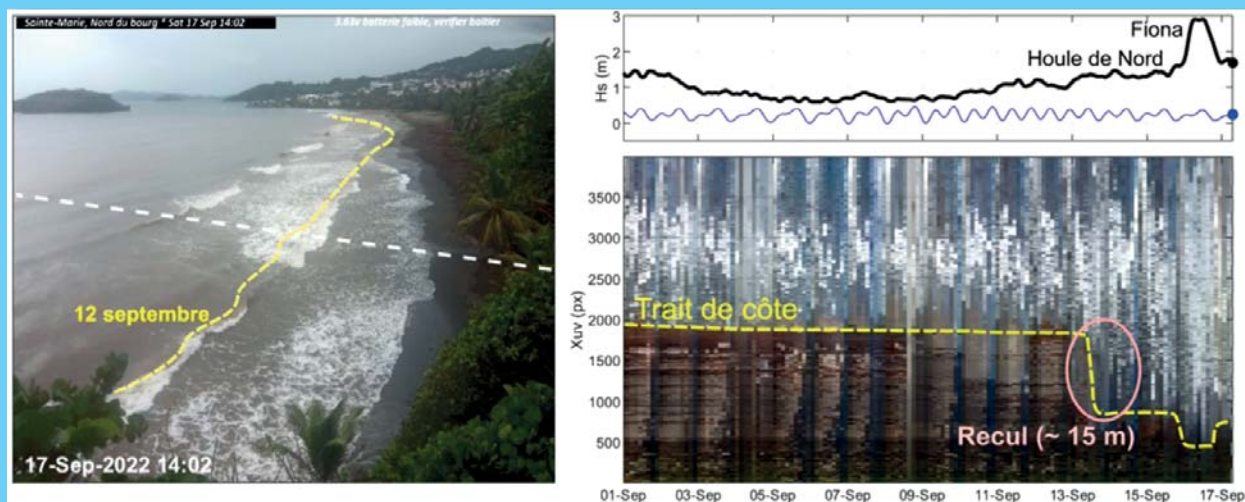 Sainte-Marie, Nord du bourg * Sat 17 Sep 14:02
3.63v batterie faible, verifier boitier
12 septembre
17-Sep-2022 14:02
Hs (m)
3
2
1
0
Houle de Nord
Fiona
Xuv (px)
3500
3000
2500
2000
1500
1000
500
Trait de côte
Recul (~ 15 m)
01-Sep 03-Sep 05-Sep 07-Sep 09-Sep 11-Sep 13-Sep 15-Sep 17-Sep